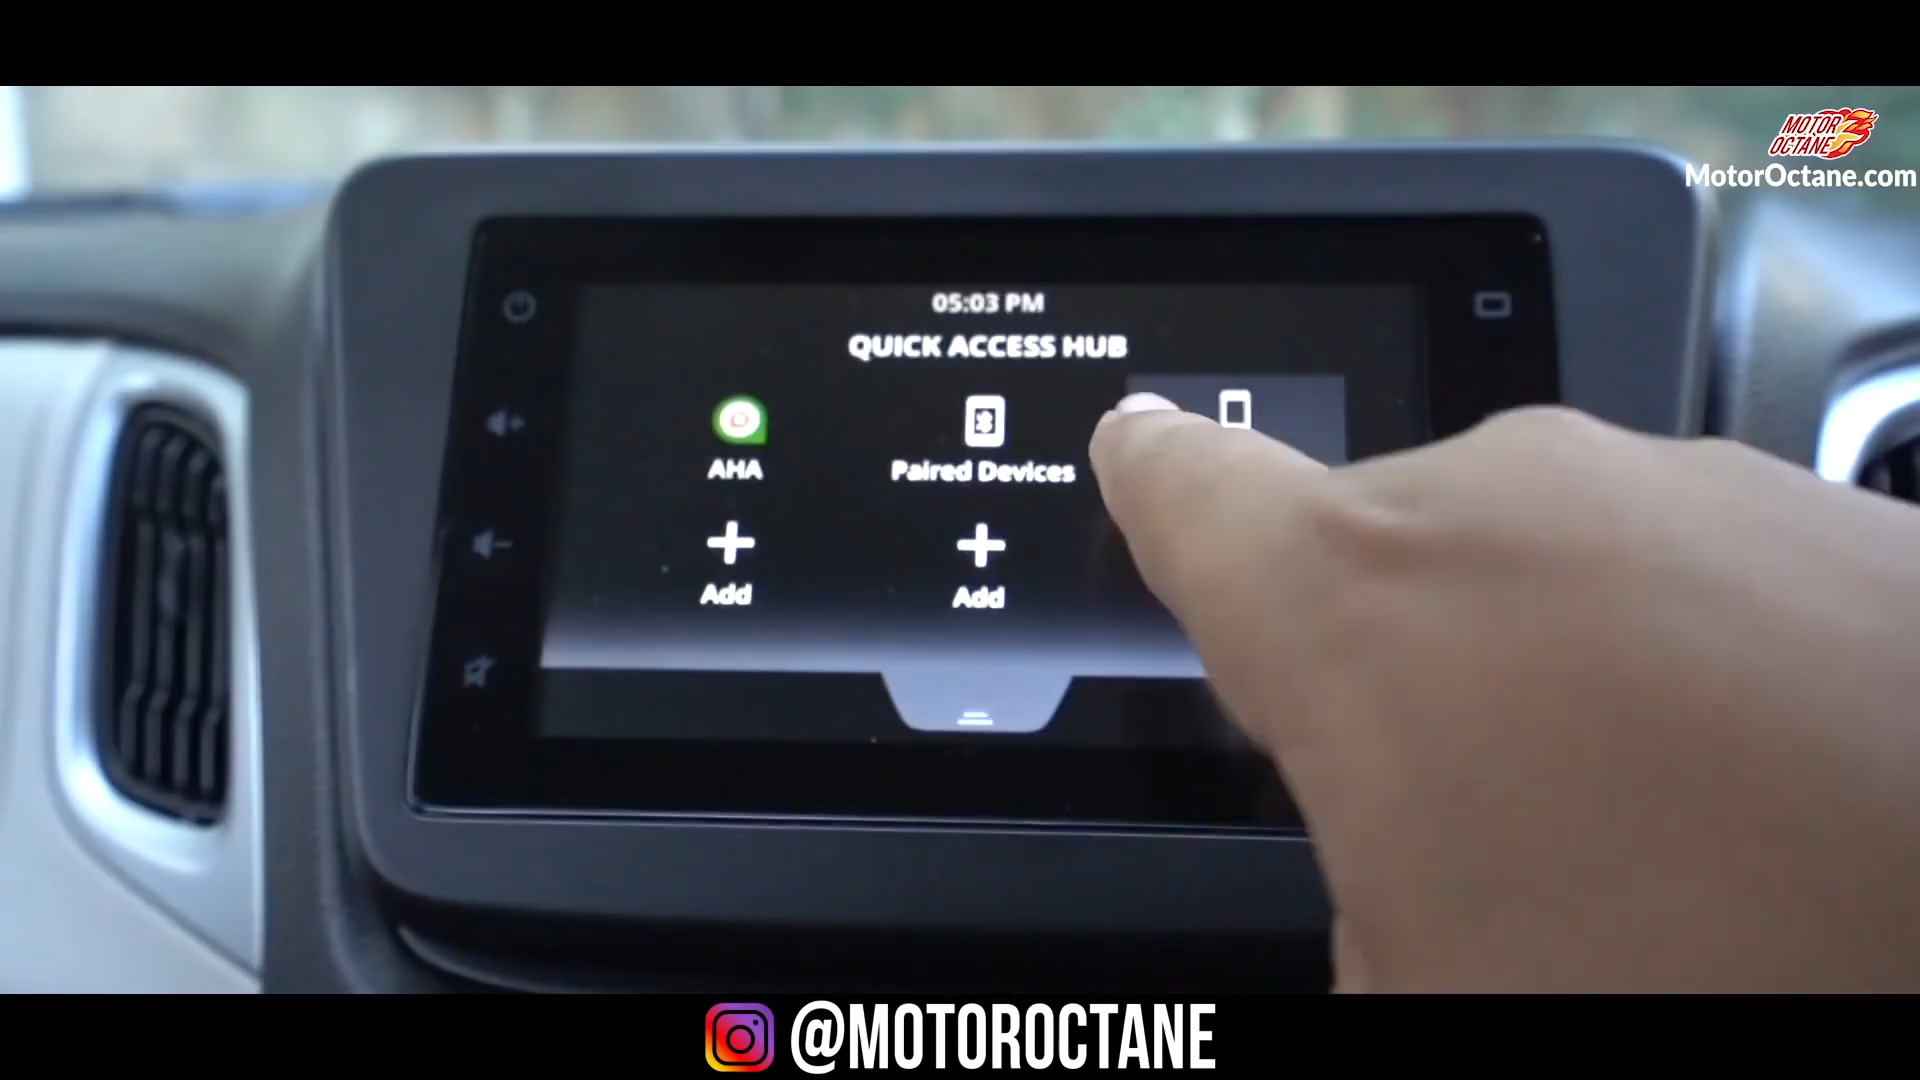 MOTOR
OCTANE
MotorOctane.com
05:03 PM
QUICK ACCESS HUB
AHA
Paired Devices
Add
Add
@MOTOROCTANE